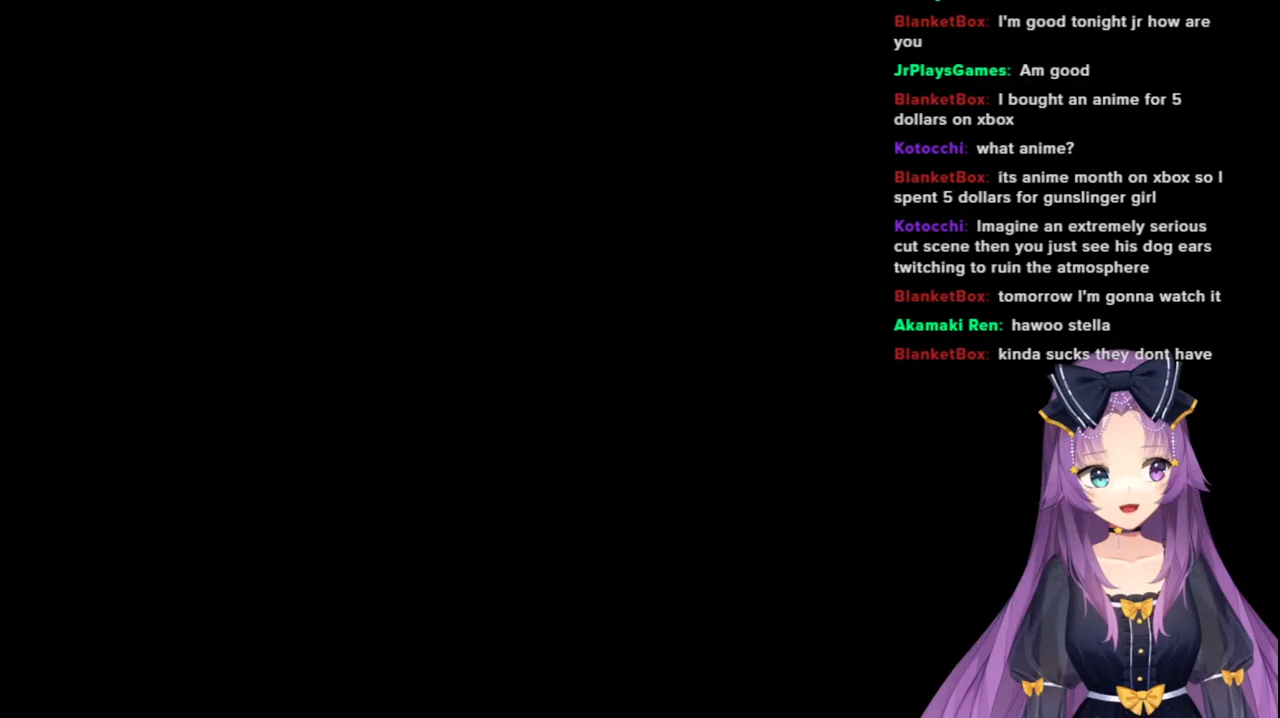 BlanketBox: I'm good tonight jr how are
you
JrPlaysGames: Am good
BlanketBox: I bought an anime for 5
dollars on xbox
Kotocchi: what anime?
BlanketBox: its anime month on xbox so I
spent 5 dollars for gunslinger girl
Kotocchi: Imagine an extremely serious
cut scene then you just see his dog ears
twitching to ruin the atmosphere
BlanketBox: tomorrow I'm gonna watch it
Akamaki Ren: hawoo stella
BlanketBox: kinda sucks they dont have